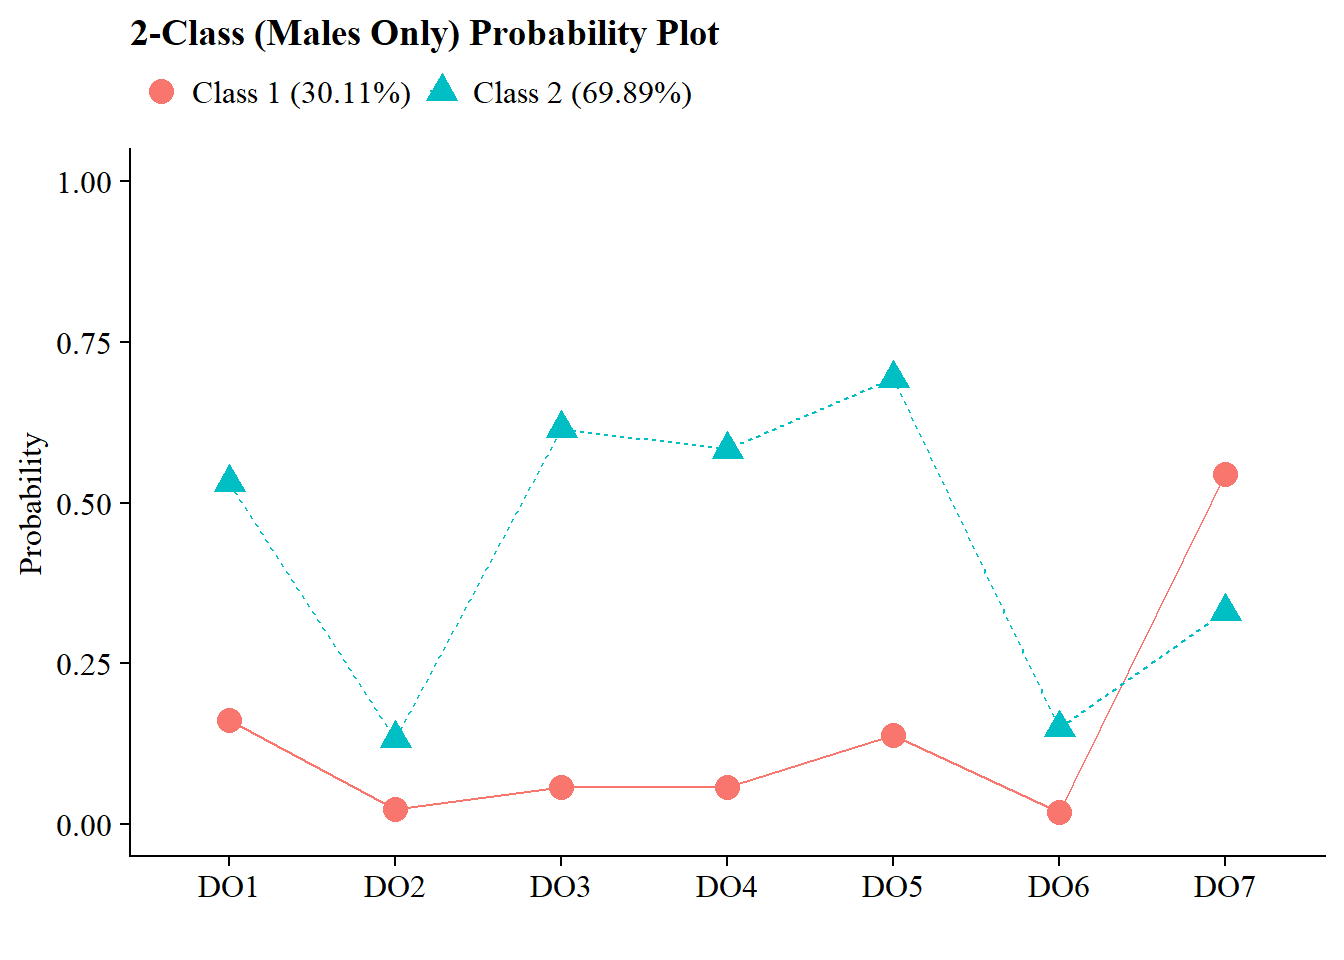 2-Class (Males Only) Probability Plot
Class 1 (30.11%) Class 2 (69.89%)
1.00
0.75
0.50
0.25
0.00
Probability
DO1 DO2 DO3 DO4 DO5 DO6 DO7